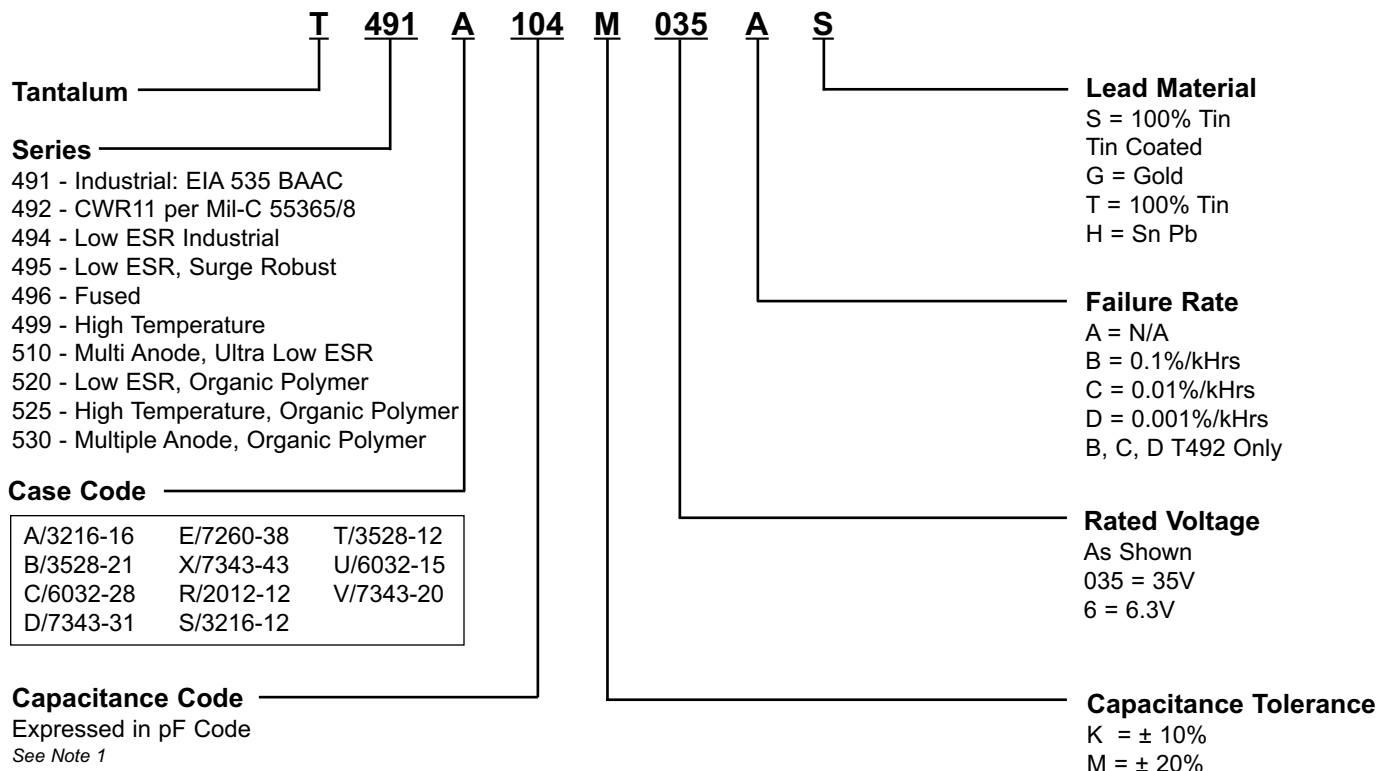 T 491 A 104 M 035 A S
Tantalum
Series
491 - Industrial: EIA 535 BAAC
492 - CWR11 per Mil-C 55365/8
494 - Low ESR Industrial
495 - Low ESR, Surge Robust
496 - Fused
499 - High Temperature
510 - Multi Anode, Ultra Low ESR
520 - Low ESR, Organic Polymer
525 - High Temperature, Organic Polymer
530 - Multiple Anode, Organic Polymer
Case Code
A/3216-16 E/7260-38 T/3528-12
B/3528-21 X/7343-43 U/6032-15
C/6032-28 R/2012-12 V/7343-20
D/7343-31 S/3216-12
Capacitance Code
Expressed in pF Code
See Note 1
Lead Material
S = 100% Tin
Tin Coated
G = Gold
T = 100% Tin
H = Sn Pb
Failure Rate
A = N/A
B = 0.1%/kHrs
C = 0.01%/kHrs
D = 0.001%/kHrs
B, C, D T492 Only
Rated Voltage
As Shown
035 = 35V
6 = 6.3V
Capacitance Tolerance
K = ± 10%
M = ± 20%